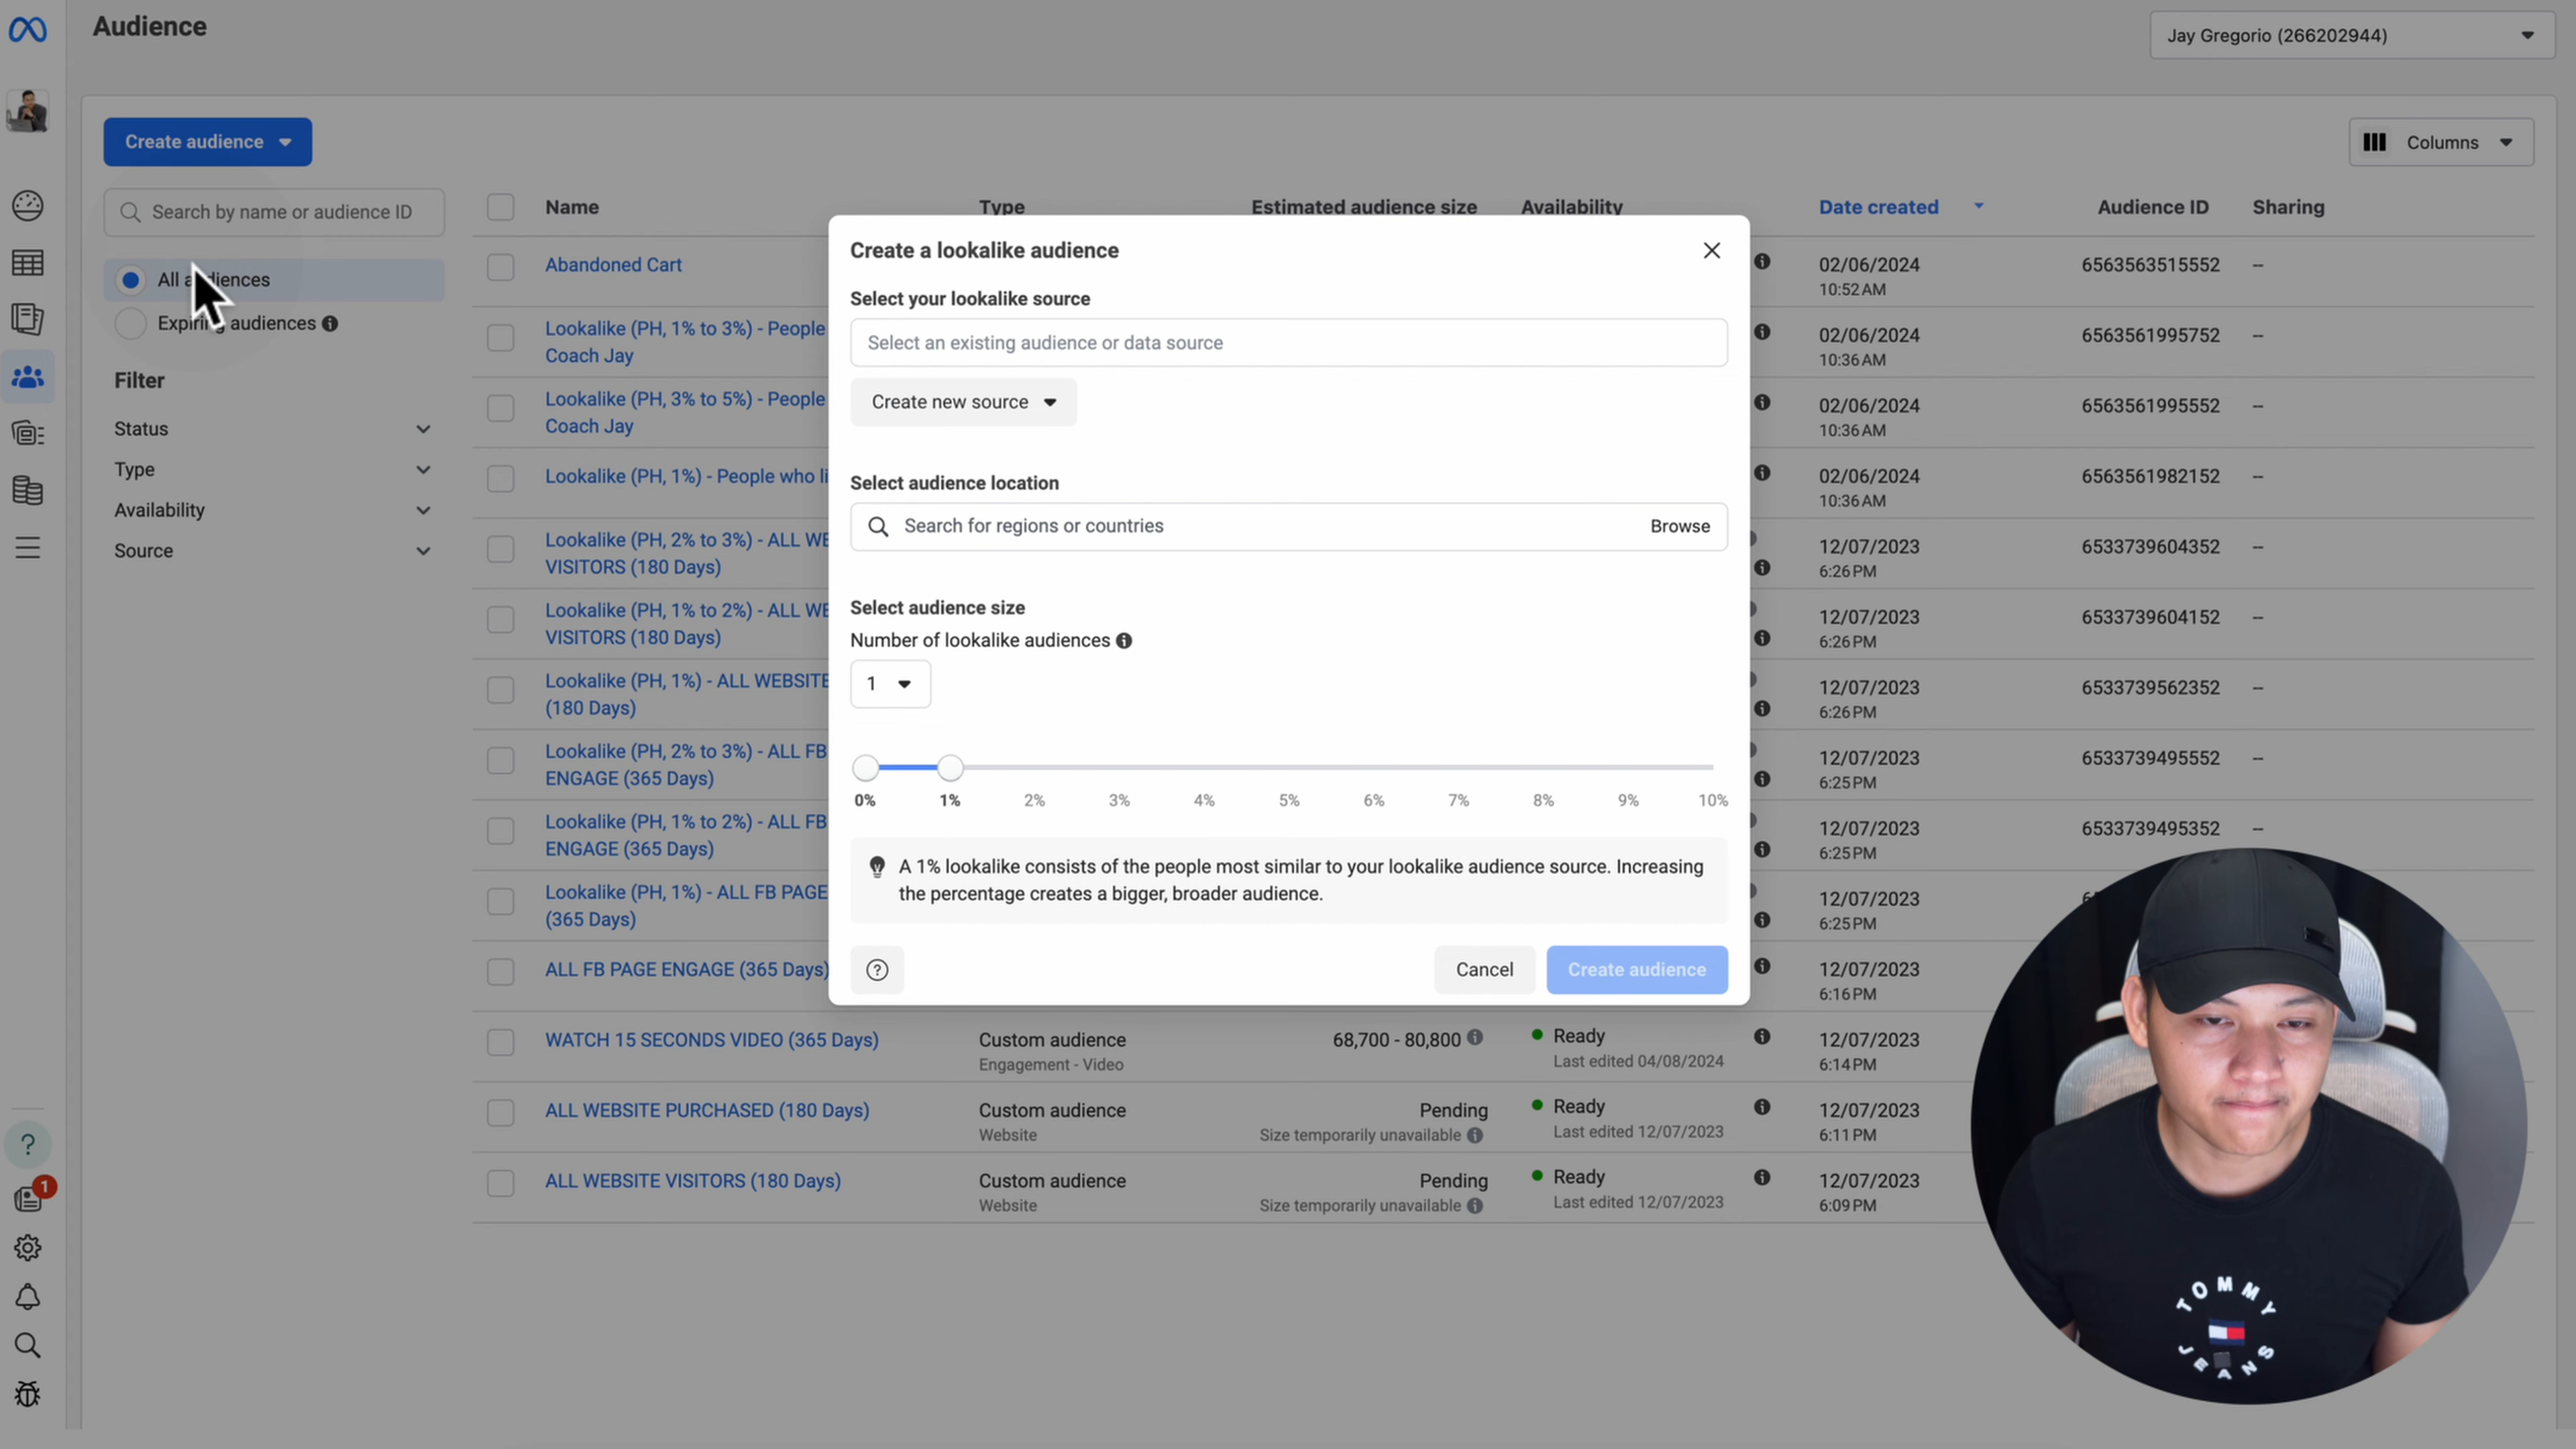 Audience
Jay Gregorio (266202944)
Create audience
Columns
Search by name or audience ID
All audiences
Expiring audiences
Filter
Status
Type
Availability
Source
Name Type Estimated audience size Availability Date created Audience ID Sharing
Abandoned Cart
02/06/2024
10:52 AM
6563563515552 --
Lookalike (PH, 1% to 3%) - People
Coach Jay
02/06/2024
10:36 AM
6563561995752 --
Lookalike (PH, 3% to 5%) - People
Coach Jay
02/06/2024
10:36 AM
6563561995552 --
Lookalike (PH, 1%) - People who li
02/06/2024
10:36 AM
6563561982152 --
Lookalike (PH, 2% to 3%) - ALL WE
VISITORS (180 Days)
12/07/2023
6:26 PM
6533739604352 --
Lookalike (PH, 1% to 2%) - ALL WE
VISITORS (180 Days)
12/07/2023
6:26 PM
6533739604152 --
Lookalike (PH, 1%) - ALL WEBSITE
(180 Days)
12/07/2023
6:26 PM
6533739562352 --
Lookalike (PH, 2% to 3%) - ALL FB
ENGAGE (365 Days)
12/07/2023
6:25 PM
6533739495552 --
Lookalike (PH, 1% to 2%) - ALL FB
ENGAGE (365 Days)
12/07/2023
6:25 PM
6533739495352 --
Lookalike (PH, 1%) - ALL FB PAGE
(365 Days)
12/07/2023
6:25 PM
ALL FB PAGE ENGAGE (365 Days)
12/07/2023
6:16 PM
WATCH 15 SECONDS VIDEO (365 Days)
Custom audience
Engagement - Video
68,700 - 80,800
Ready
Last edited 04/08/2024
12/07/2023
6:14 PM
ALL WEBSITE PURCHASED (180 Days)
Custom audience
Website
Pending
Size temporarily unavailable
Ready
Last edited 12/07/2023
12/07/2023
6:11 PM
ALL WEBSITE VISITORS (180 Days)
Custom audience
Website
Pending
Size temporarily unavailable
Ready
Last edited 12/07/2023
12/07/2023
6:09 PM
Create a lookalike audience
Select your lookalike source
Select an existing audience or data source
Create new source
Select audience location
Search for regions or countries Browse
Select audience size
Number of lookalike audiences
1
0% 1% 2% 3% 4% 5% 6% 7% 8% 9% 10%
A 1% lookalike consists of the people most similar to your lookalike audience source. Increasing
the percentage creates a bigger, broader audience.
? Cancel Create audience
?
1
TOMMY
JEANS